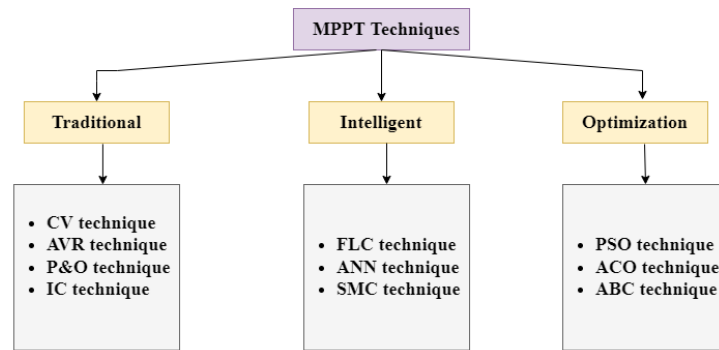 MPPT Techniques
Traditional
Intelligent
Optimization
• CV technique
• AVR technique
• P&O technique
• IC technique
• FLC technique
• ANN technique
• SMC technique
• PSO technique
• ACO technique
• ABC technique